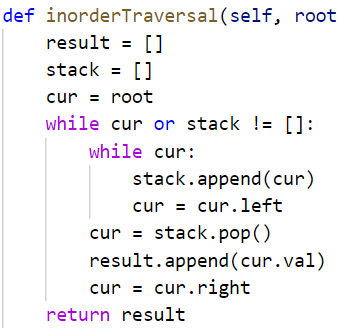 def inorderTraversal(self, root
    result = []
    stack = []
    cur = root
    while cur or stack != []:
        while cur:
            stack.append(cur)
            cur = cur.left
        cur = stack.pop()
        result.append(cur.val)
        cur = cur.right
    return result